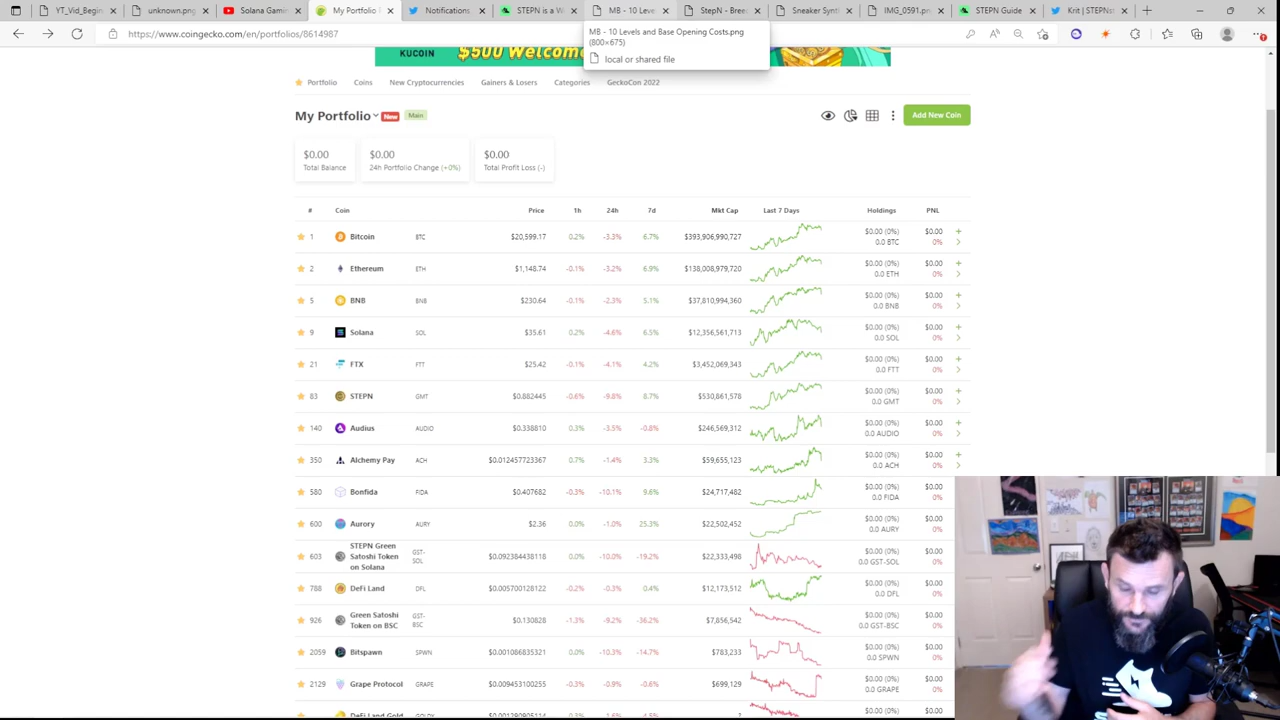 YT_Vid_Begin
unknown.png
Solana Gamin
My Portfolio
Notifications
STEPN is a W
MB - 10 Leve
StepN - Bree
Sneaker Synt
IMG_0591.pn
STEPN Guide
Krit | STEPNst
https://www.coingecko.com/en/portfolios/8614987
MB - 10 Levels and Base Opening Costs.png
(800×675)
local or shared file
KUCOIN $500 Welcom
Portfolio Coins New Cryptocurrencies Gainers & Losers Categories GeckoCon 2022
My Portfolio New Main
Add New Coin
$0.00 $0.00 $0.00
Total Balance 24h Portfolio Change (+0%) Total Profit Loss (-)
# Coin Price 1h 24h 7d Mkt Cap Last 7 Days Holdings PNL
1 Bitcoin BTC $20,599.17 0.2% -3.3% 6.7% $393,906,990,727 $0.00 (0%) $0.00 +
0.0 BTC 0%
2 Ethereum ETH $1,148.74 -0.1% -3.2% 6.9% $138,008,979,720 $0.00 (0%) $0.00 +
0.0 ETH 0%
5 BNB BNB $230.64 -0.1% -2.3% 5.1% $37,810,994,360 $0.00 (0%) $0.00 +
0.0 BNB 0%
9 Solana SOL $35.61 0.2% -4.6% 6.5% $12,356,561,713 $0.00 (0%) $0.00 +
0.0 SOL 0%
21 FTX FTT $25.42 -0.1% -4.1% 4.2% $3,452,069,343 $0.00 (0%) $0.00 +
0.0 FTT 0%
83 STEPN GMT $0.882445 -0.6% -9.8% 8.7% $530,861,578 $0.00 (0%) $0.00 +
0.0 GMT 0%
140 Audius AUDIO $0.338810 0.3% -3.5% -0.8% $246,569,312 $0.00 (0%) $0.00 +
0.0 AUDIO 0%
350 Alchemy Pay ACH $0.012457723367 0.7% -1.4% 3.3% $59,655,123 $0.00 (0%) $0.00 +
0.0 ACH 0%
580 Bonfida FIDA $0.407682 -0.3% -10.1% 9.6% $24,717,482 $0.00 (0%) $0.00
0.0 FIDA 0%
600 Aurory AURY $2.36 0.0% -1.0% 25.3% $22,502,452 $0.00 (0%) $0.00
0.0 AURY 0%
603 STEPN Green Satoshi Token on Solana GST-SOL $0.092384438118 0.0% -10.0% -19.2% $22,333,498 $0.00 (0%) $0.00
0.0 GST-SOL 0%
788 DeFi Land DFL $0.005700128122 -0.2% -0.3% 0.4% $12,173,512 $0.00 (0%) $0.00
0.0 DFL 0%
926 Green Satoshi Token on BSC GST-BSC $0.130828 -1.3% -9.2% -36.2% $7,856,542 $0.00 (0%) $0.00
0.0 GST-BSC 0%
2059 Bitspawn SPWN $0.001086835321 0.0% -10.3% -14.7% $783,233 $0.00 (0%) $0.00
0.0 SPWN 0%
2129 Grape Protocol GRAPE $0.009453100255 -0.3% -0.9% -0.6% $699,129 $0.00 (0%) $0.00
0.0 GRAPE 0%
DeFi Land Gold GOLDY